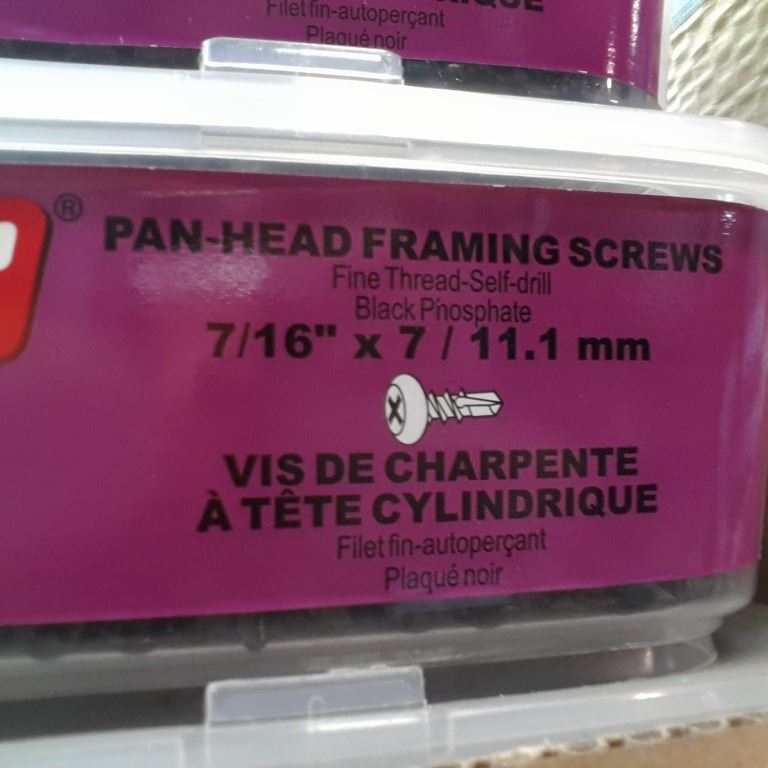 Filet fin-autoperçant
Plaqué noir
®
PAN-HEAD FRAMING SCREWS
Fine Thread-Self-drill
Black Phosphate
7/16" x 7 / 11.1 mm
VIS DE CHARPENTE
À TÊTE CYLINDRIQUE
Filet fin-autoperçant
Plaqué noir